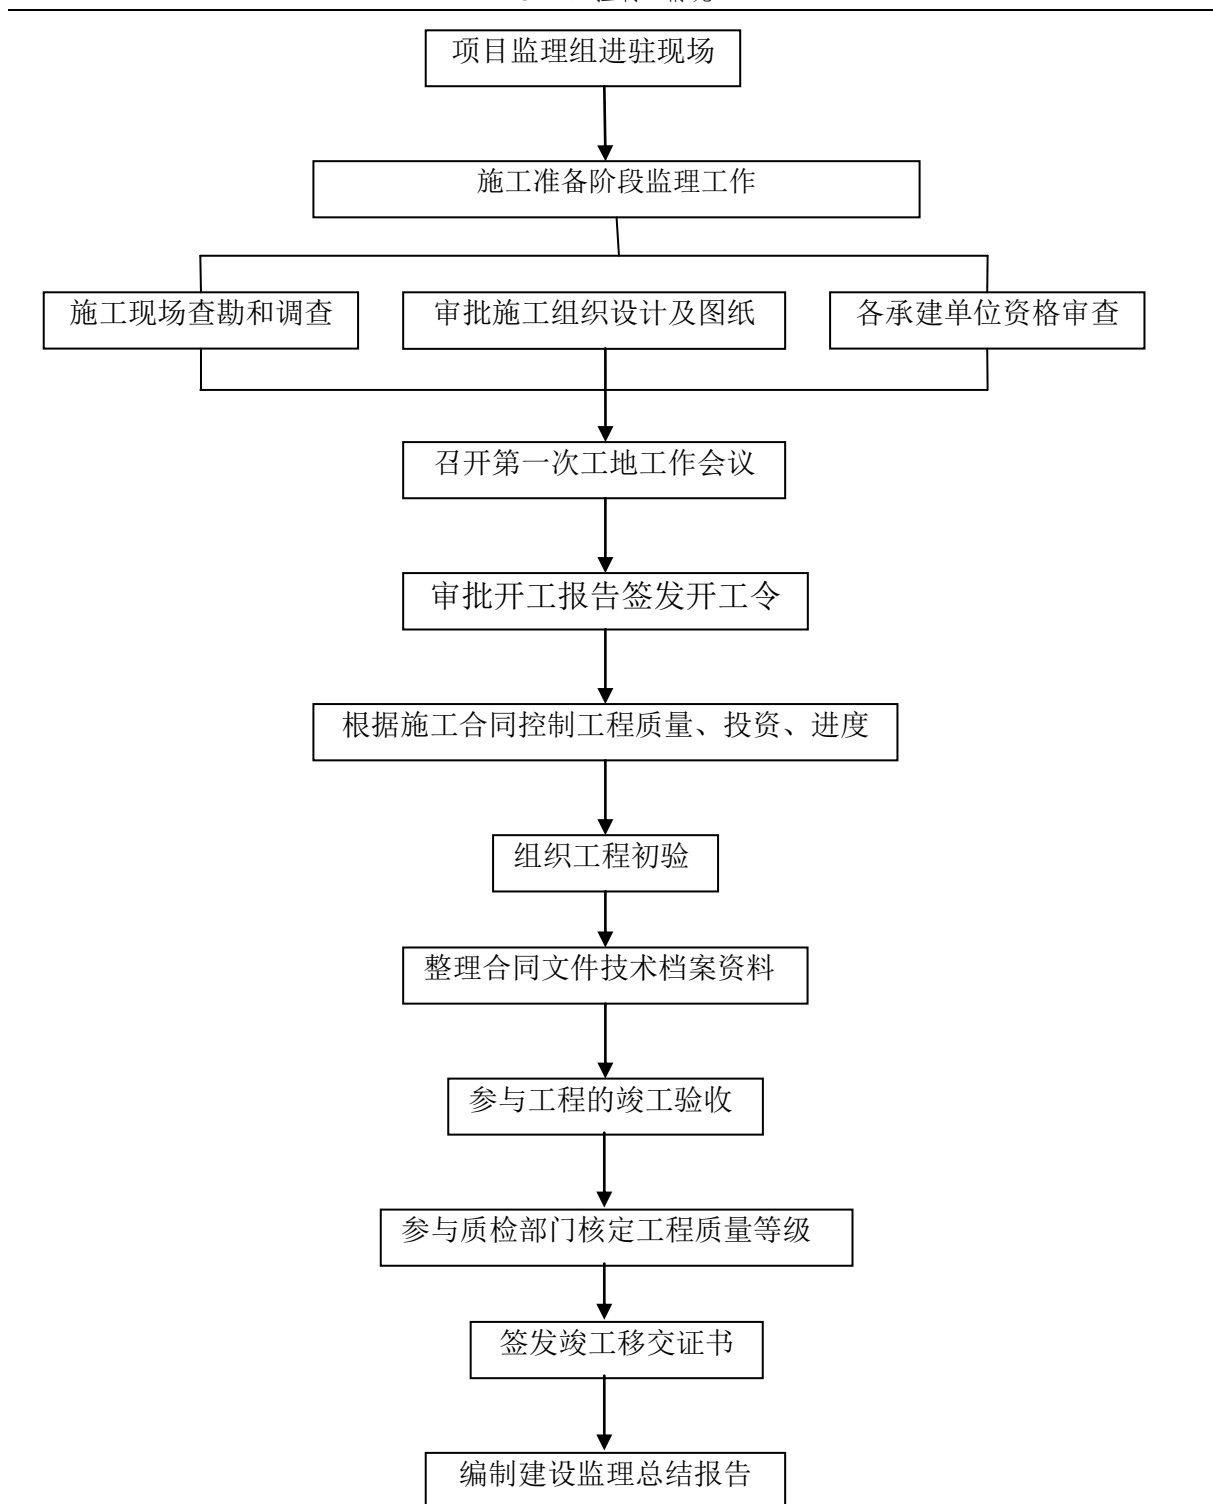 项目监理组进驻现场
施工准备阶段监理工作
施工现场查勘和调查
审批施工组织设计及图纸
各承建单位资格审查
召开第一次工地工作会议
审批开工报告签发开工令
根据施工合同控制工程质量、投资、进度
组织工程初验
整理合同文件技术档案资料
参与工程的竣工验收
参与质检部门核定工程质量等级
签发竣工移交证书
编制建设监理总结报告